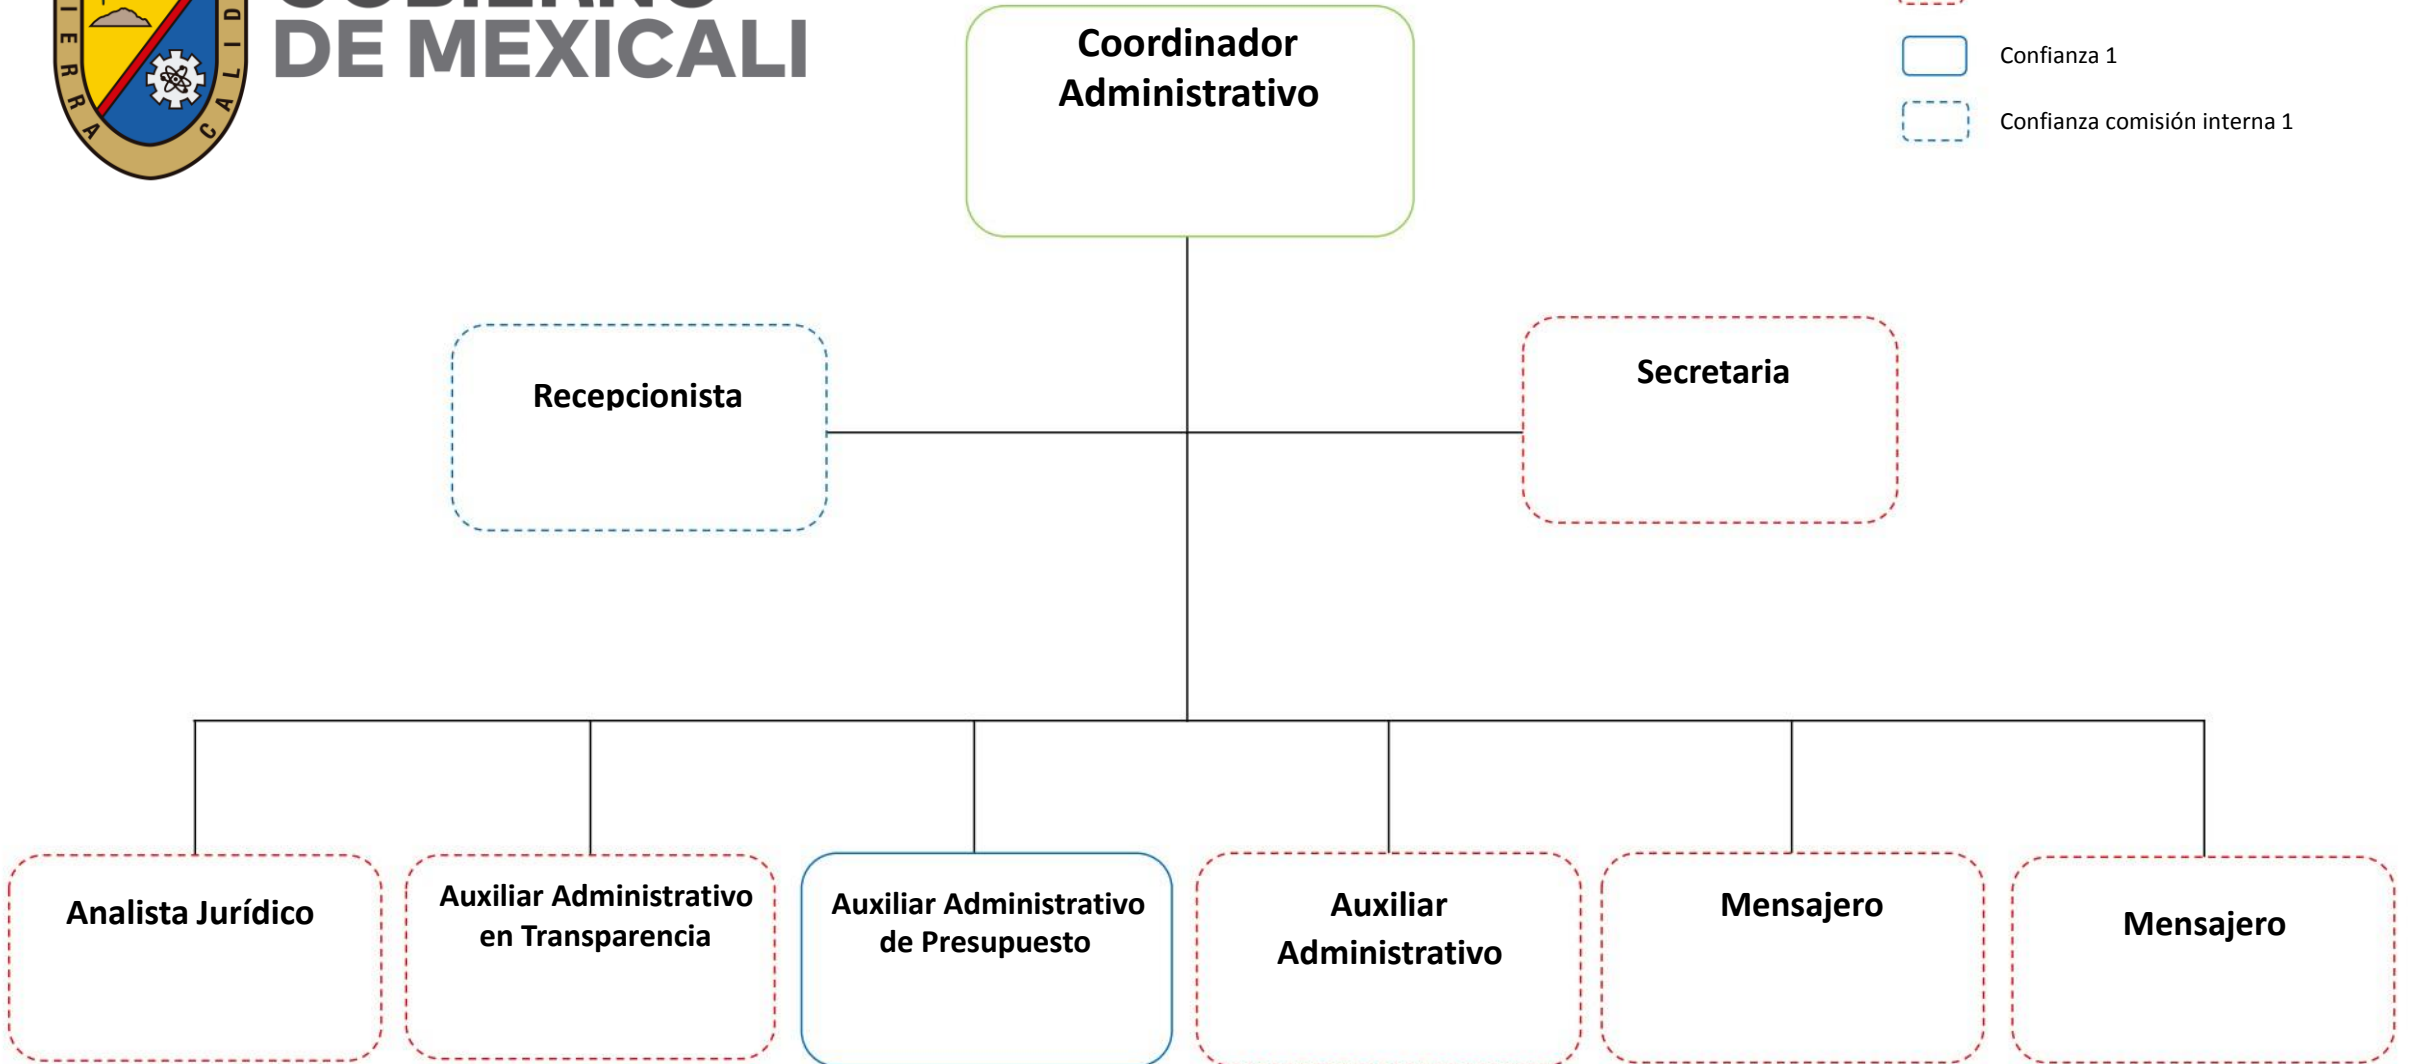 DE MEXICALI
Coordinador
Administrativo
Confianza 1
Confianza comisión interna 1
Recepcionista
Secretaria
Analista Jurídico
Auxiliar Administrativo
en Transparencia
Auxiliar Administrativo
de Presupuesto
Auxiliar
Administrativo
Mensajero
Mensajero